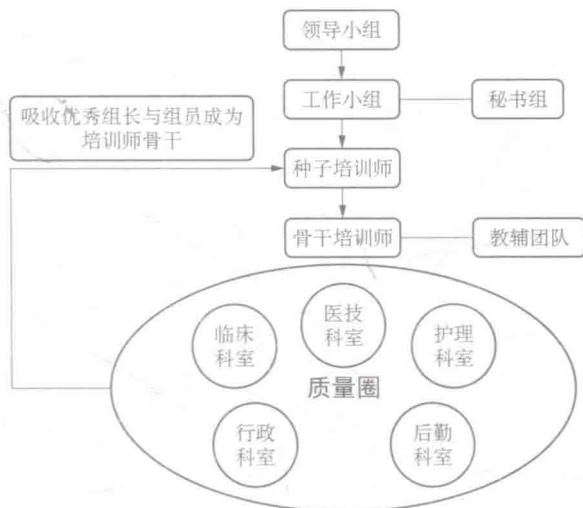 领导小组
工作小组
秘书组
吸收优秀组长与组员成为
培训师骨干
种子培训师
骨干培训师
教辅团队
医技
科室
临床
科室
护理
科室
质量圈
行政
科室
后勤
科室